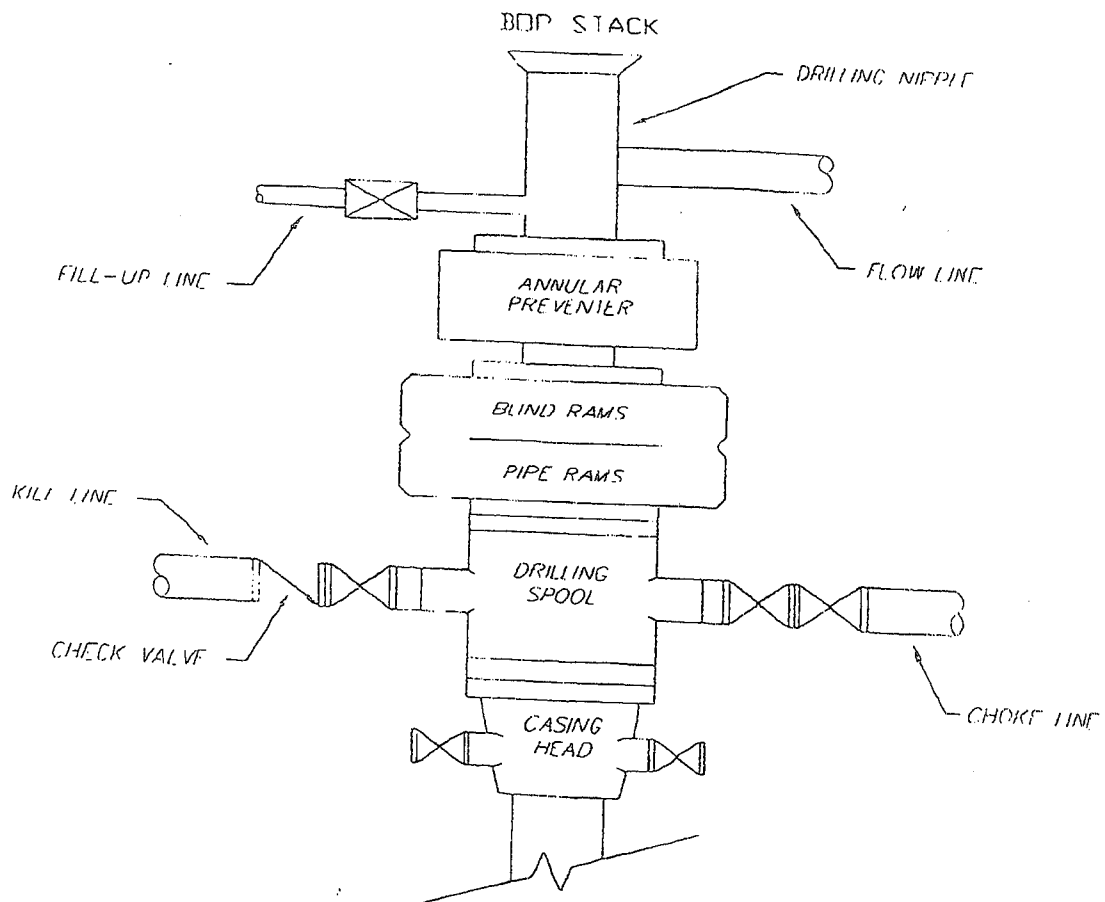 BOP STACK
DRILLING NIPPLE
FILL-UP LINE
FLOW LINE
ANNULAR
PREVENTER
BLIND RAMS
PIPE RAMS
KILL LINE
DRILLING
SPOOL
CHECK VALVE
CHOKE LINE
CASING
HEAD